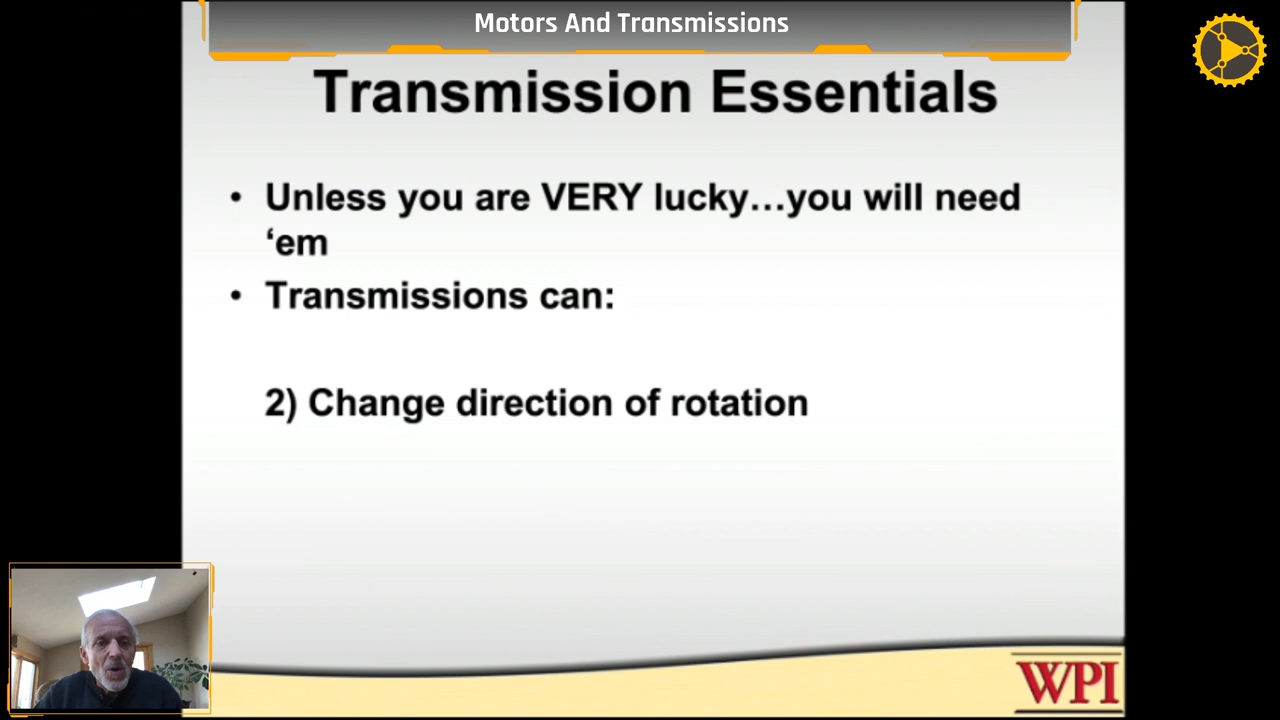 Motors And Transmissions
Transmission Essentials
• Unless you are VERY lucky...you will need
‘em
• Transmissions can:
2) Change direction of rotation
WPI